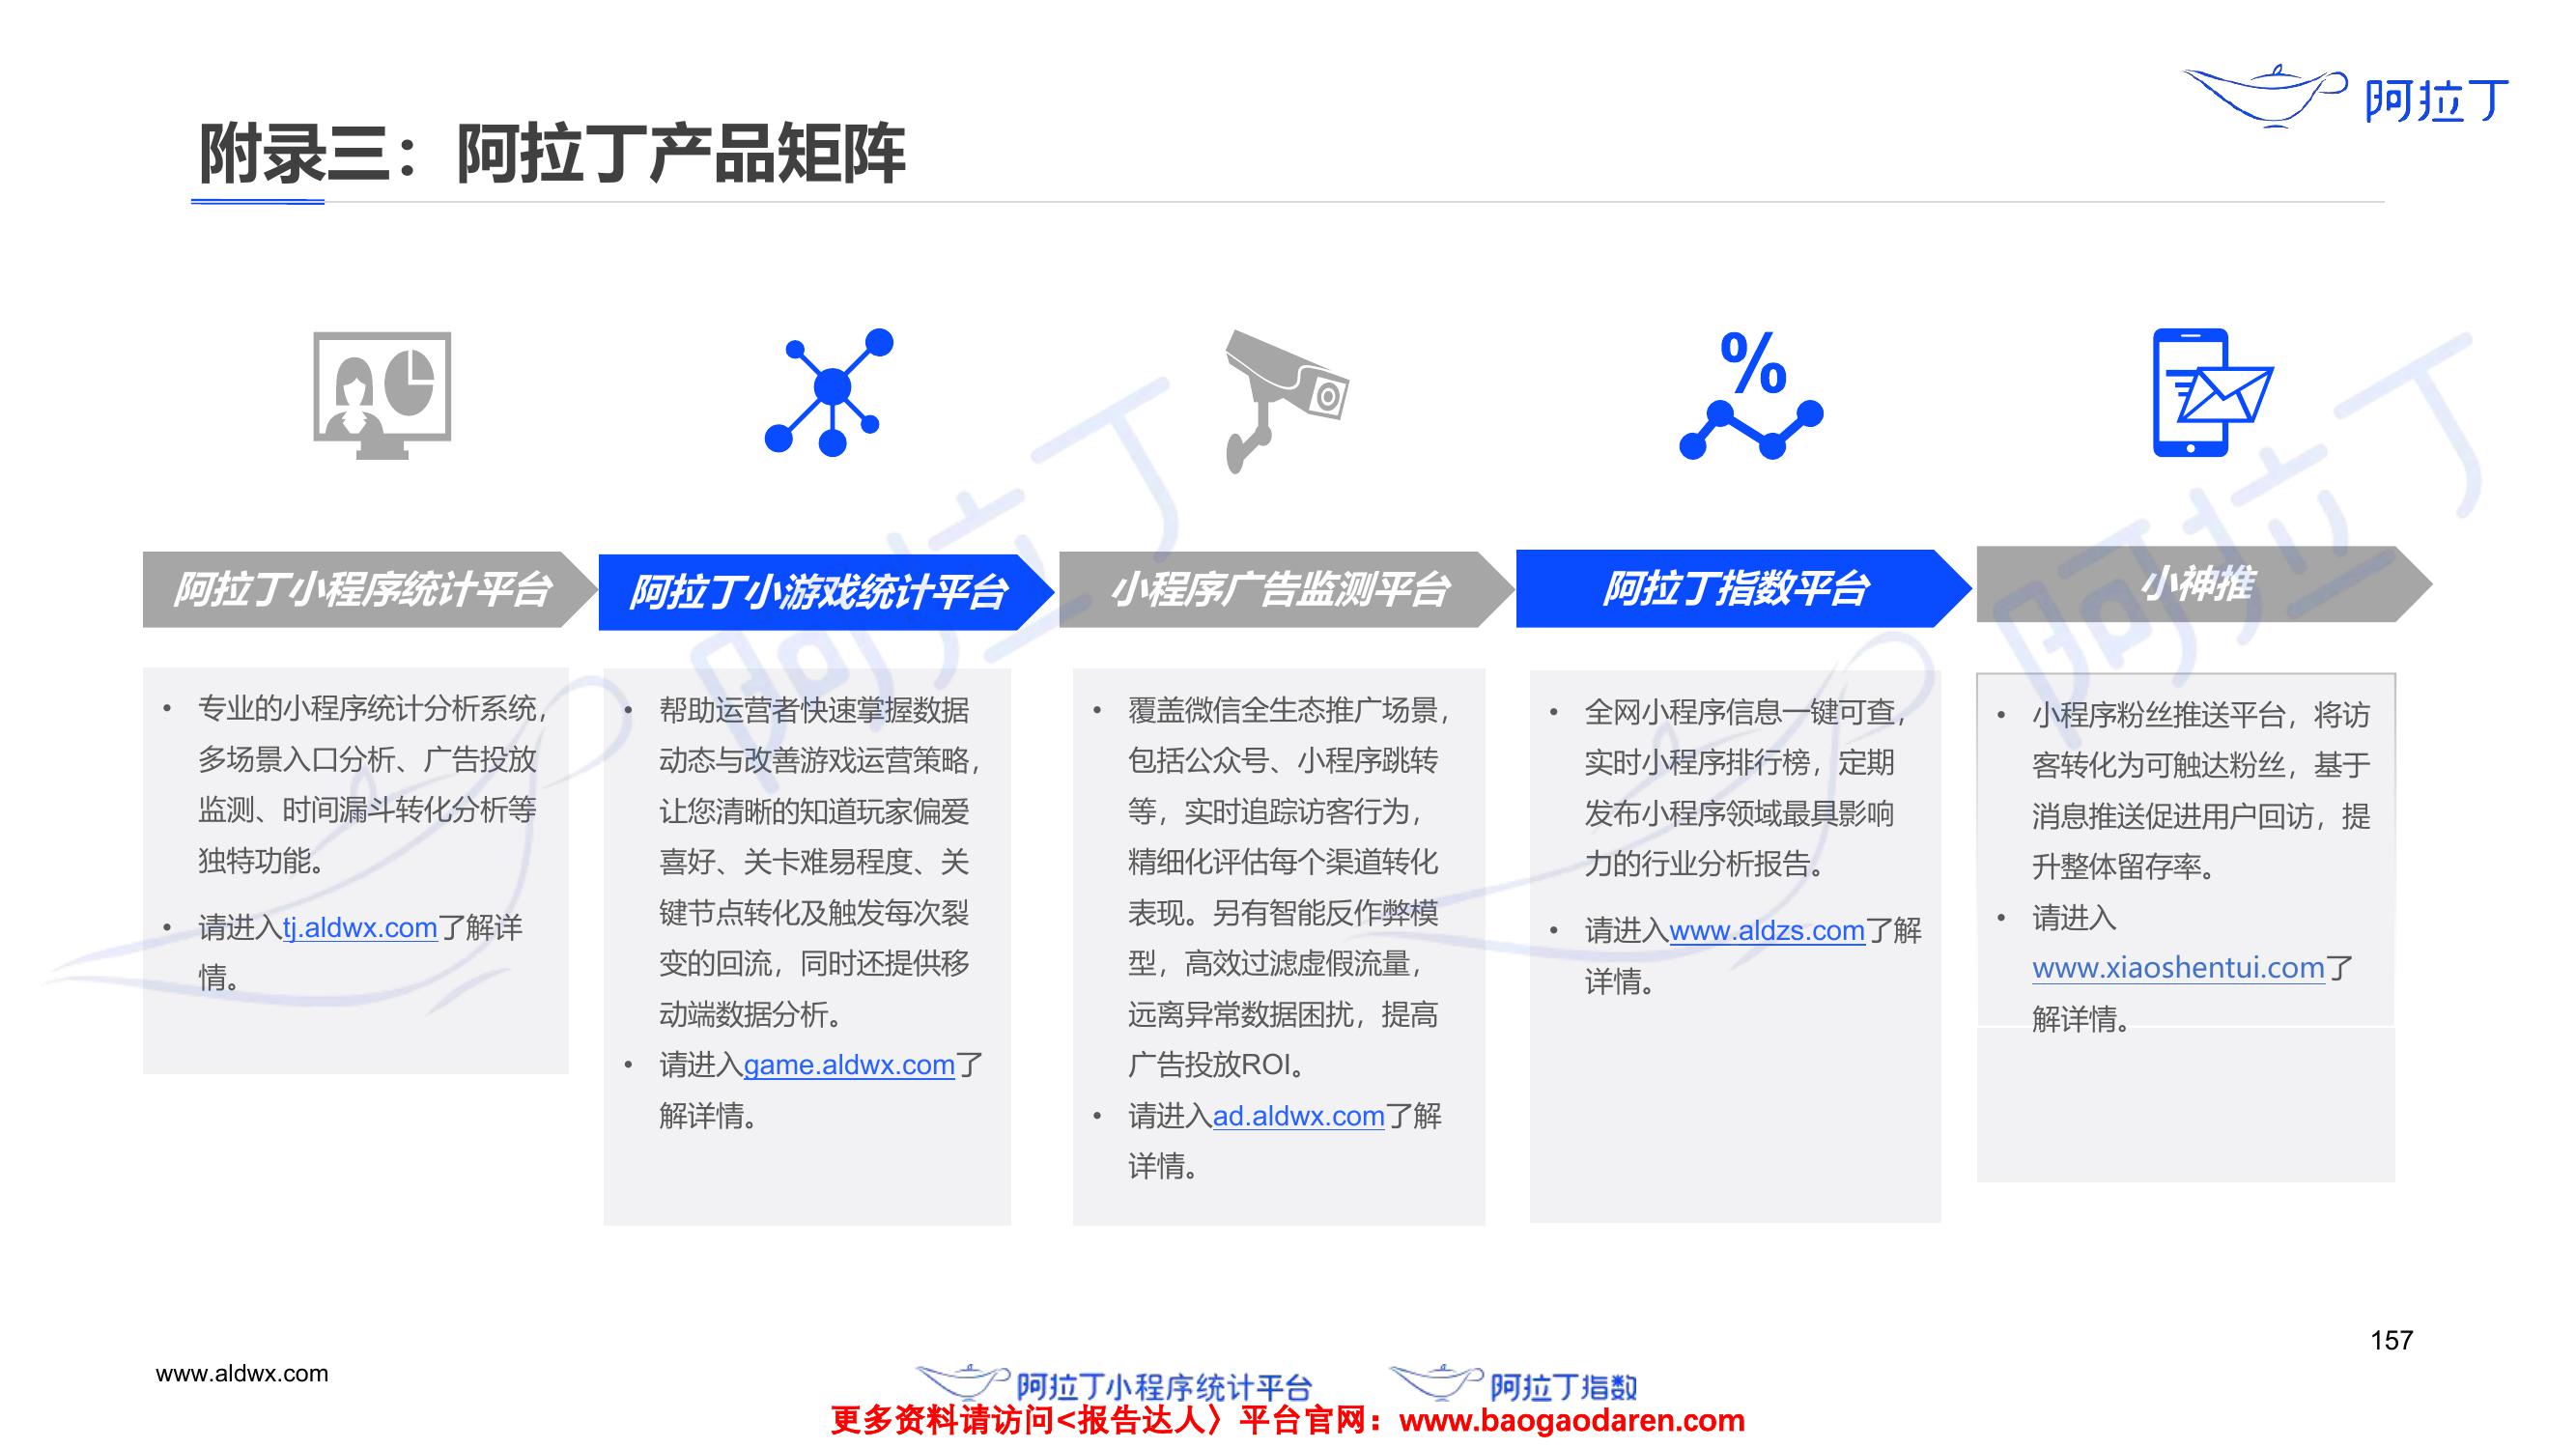 阿拉丁
附录三：阿拉丁产品矩阵
%
阿拉丁小程序统计平台
阿拉丁小游戏统计平台
小程序广告监测平台
阿拉丁指数平台
小神推
• 专业的小程序统计分析系统，
多场景入口分析、广告投放
监测、时间漏斗转化分析等
独特功能。
• 请进入tj.aldwx.com了解详
情。
• 帮助运营者快速掌握数据
动态与改善游戏运营策略，
让您清晰的知道玩家偏爱
喜好、关卡难易程度、关
键节点转化及触发每次裂
变的回流，同时还提供移
动端数据分析。
• 请进入game.aldwx.com了
解详情。
• 覆盖微信全生态推广场景，
包括公众号、小程序跳转
等，实时追踪访客行为，
精细化评估每个渠道转化
表现。另有智能反作弊模
型，高效过滤虚假流量，
远离异常数据困扰，提高
广告投放ROI。
• 请进入ad.aldwx.com了解
详情。
• 全网小程序信息一键可查，
实时小程序排行榜，定期
发布小程序领域最具影响
力的行业分析报告。
• 请进入www.aldzs.com了解
详情。
• 小程序粉丝推送平台，将访
客转化为可触达粉丝，基于
消息推送促进用户回访，提
升整体留存率。
• 请进入
www.xiaoshentui.com了
解详情。
阿拉丁
阿拉丁
157
www.aldwx.com
阿拉丁小程序统计平台
阿拉丁指数
更多资料请访问<报告达人〉平台官网：www.baogaodaren.com